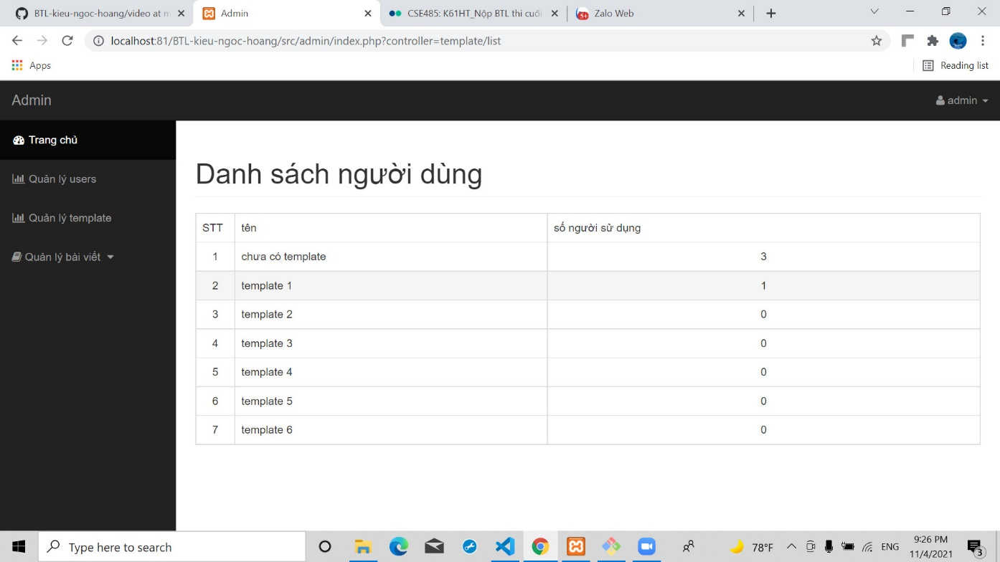 BTL-kieu-ngoc-hoang/video at m
Admin
CSE485: K61HT_Nộp BTL thi cuối
5+
Zalo Web
localhost:81/BTL-kieu-ngoc-hoang/src/admin/index.php?controller=template/list
Apps
Reading list
Admin
admin
Trang chủ
Quản lý users
Quản lý template
Quản lý bài viết
Danh sách người dùng
STT tên số người sử dụng
1 chưa có template 3
2 template 1 1
3 template 2 0
4 template 3 0
5 template 4 0
6 template 5 0
7 template 6 0
Type here to search
78°F
ENG
9:26 PM
11/4/2021
3